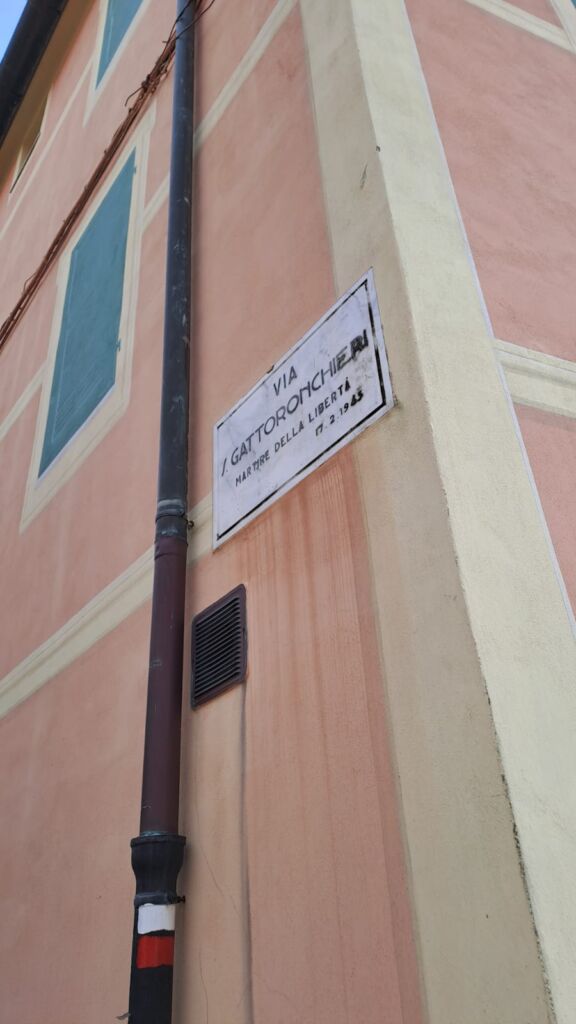 VIA
I. GATTORONCHIERI
MARTIRE DELLA LIBERTÀ
17.2.1945